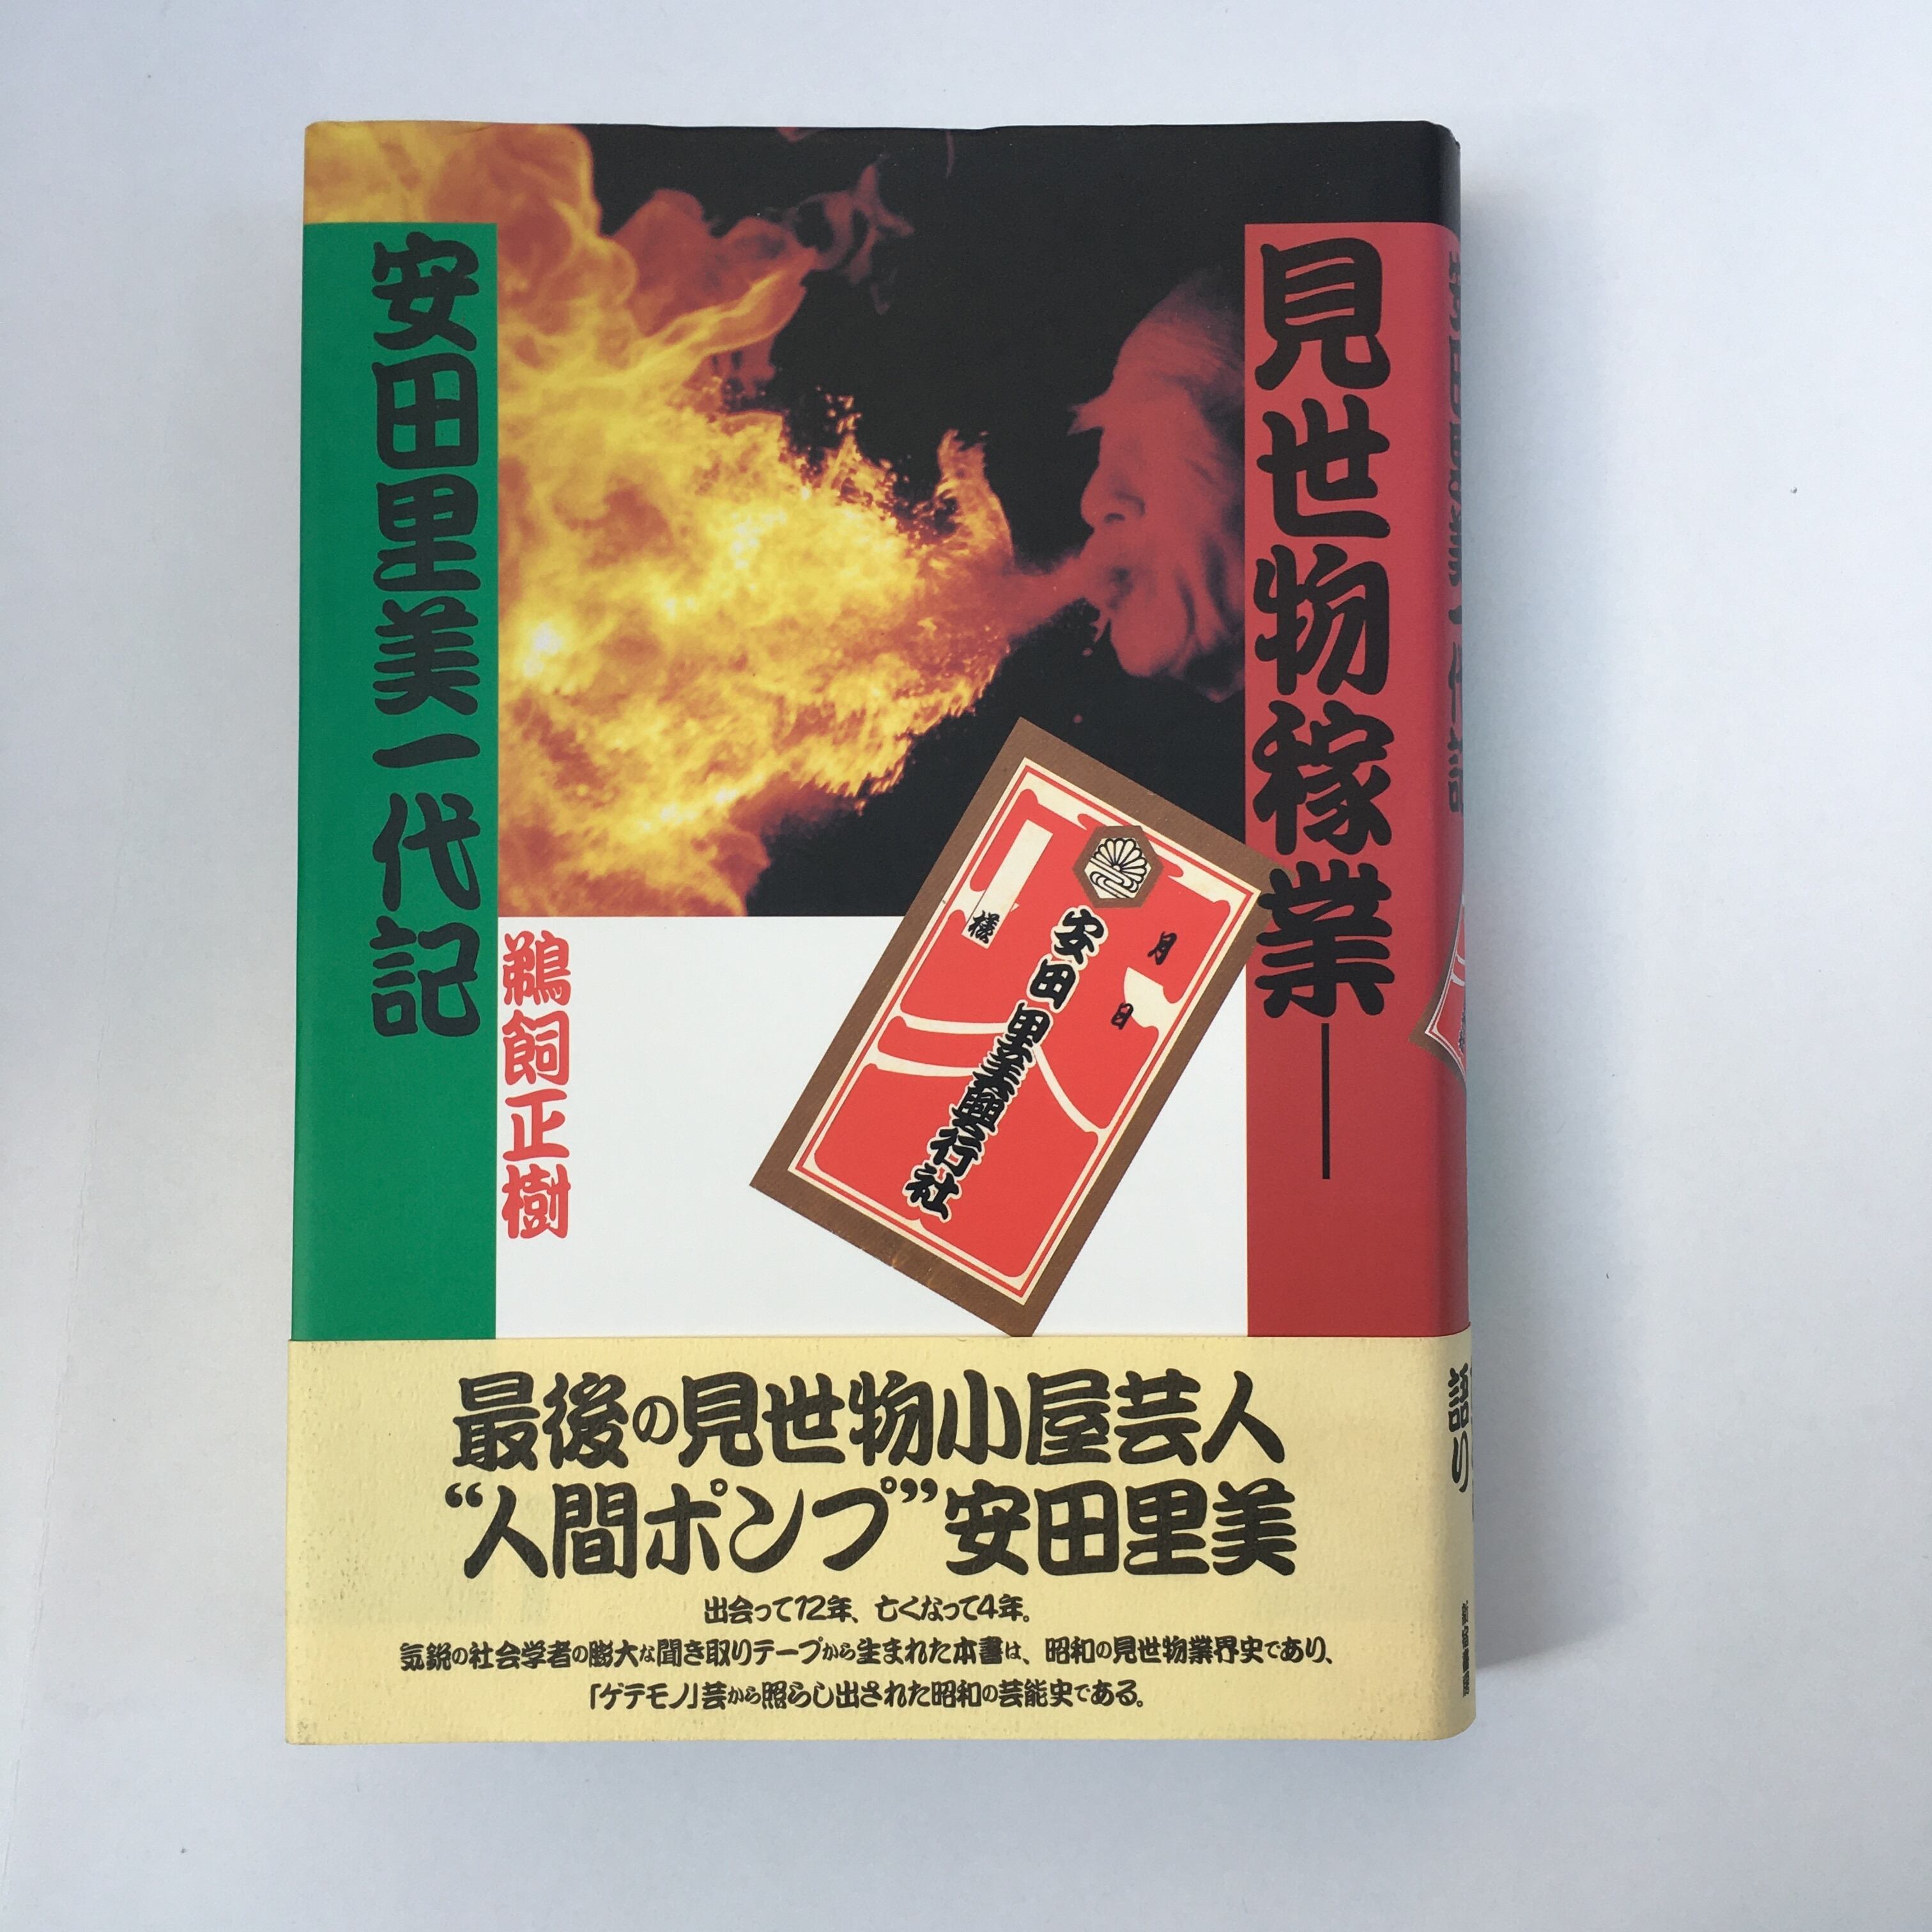 見世物稼業──
安田里美一代記
鵜飼正樹
月
日
安田里美興行社
様
最後の見世物小屋芸人
“人間ポンプ”安田里美
出会って12年、亡くなって4年。
気鋭の社会学者の膨大な聞き取りテープから生まれた本書は、昭和の見世物業界史であり、
「ゲテモノ」芸から照らし出された昭和の芸能史である。
語り